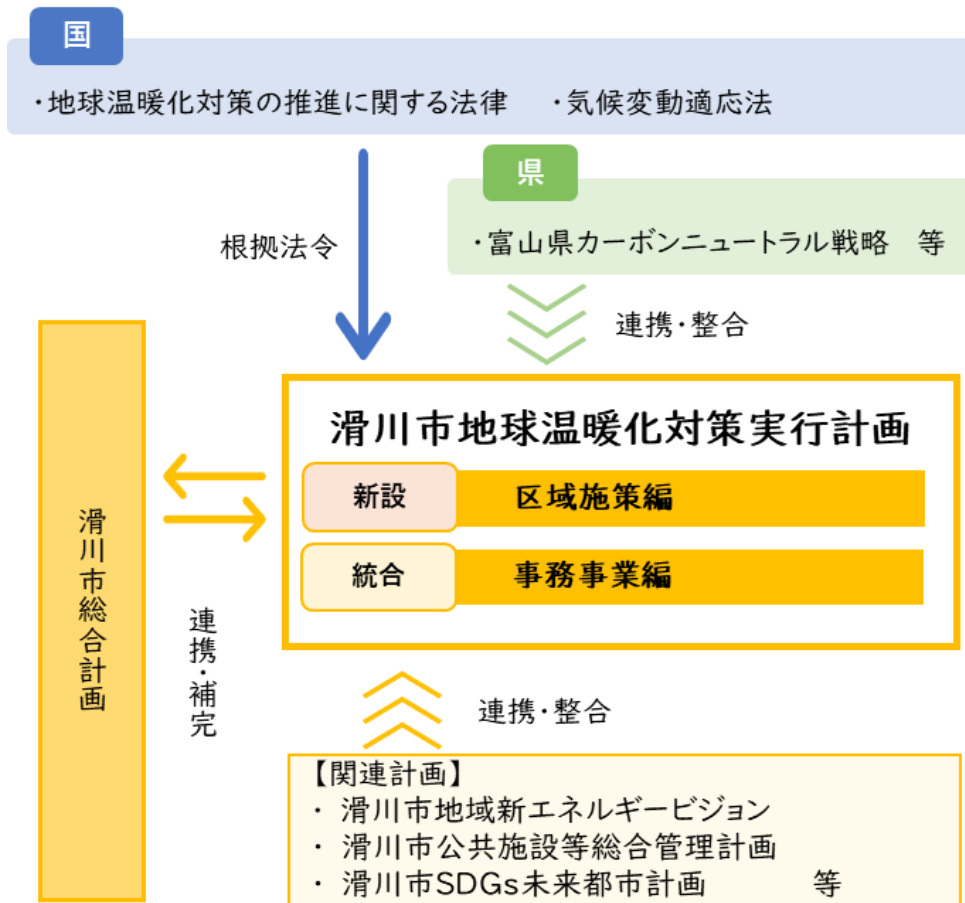 国
・地球温暖化対策の推進に関する法律　・気候変動適応法
県
・富山県カーボンニュートラル戦略　等
根拠法令
連携・整合
滑川市地球温暖化対策実行計画
新設　区域施策編
統合　事務事業編
滑川市総合計画
連携・補完
連携・整合
【関連計画】
・ 滑川市地域新エネルギービジョン
・ 滑川市公共施設等総合管理計画
・ 滑川市SDGs未来都市計画　等